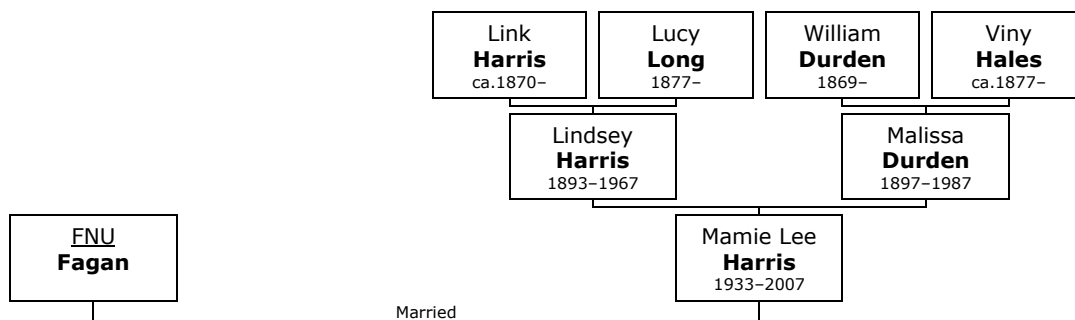 Link
Harris
ca.1870–
Lucy
Long
1877–
William
Durden
1869–
Viny
Hales
ca.1877–
Lindsey
Harris
1893–1967
Malissa
Durden
1897–1987
FNU
Fagan
Mamie Lee
Harris
1933–2007
Married